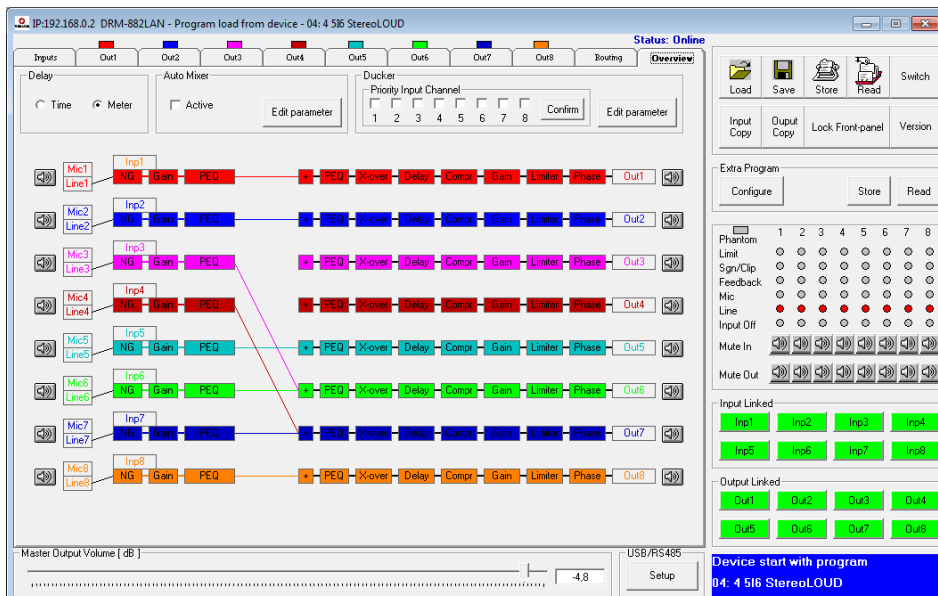 IP:192.168.0.2 DRM-882LAN - Program load from device - 04: 4 5I6 StereoLOUD
Status: Online
Inputs Out1 Out2 Out3 Out4 Out5 Out6 Out7 Out8 Routing Overview
Delay
Time Meter
Auto Mixer
Active
Edit parameter
Ducker
Priority Input Channel
1 2 3 4 5 6 7 8
Confirm
Edit parameter
Mic1 Line1 Inp1 NG Gain PEQ + PEQ X-over Delay Compr Gain Limiter Phase Out1
Mic2 Line2 Inp2 NG Gain PEQ + PEQ X-over Delay Compr Gain Limiter Phase Out2
Mic3 Line3 Inp3 NG Gain PEQ + PEQ X-over Delay Compr Gain Limiter Phase Out3
Mic4 Line4 Inp4 NG Gain PEQ + PEQ X-over Delay Compr Gain Limiter Phase Out4
Mic5 Line5 Inp5 NG Gain PEQ + PEQ X-over Delay Compr Gain Limiter Phase Out5
Mic6 Line6 Inp6 NG Gain PEQ + PEQ X-over Delay Compr Gain Limiter Phase Out6
Mic7 Line7 Inp7 NG Gain PEQ + PEQ X-over Delay Compr Gain Limiter Phase Out7
Mic8 Line8 Inp8 NG Gain PEQ + PEQ X-over Delay Compr Gain Limiter Phase Out8
Master Output Volume [ dB ]
-4,8
USB/RS485
Setup
Load Save Store Read Switch
Input Copy
Ouput Copy
Lock Front-panel
Version
Extra Program
Configure Store Read
Phantom 1 2 3 4 5 6 7 8
Limit
Sgn/Clip
Feedback
Mic
Line
Input Off
Mute In
Mute Out
Input Linked
Inp1 Inp2 Inp3 Inp4
Inp5 Inp6 Inp7 Inp8
Output Linked
Out1 Out2 Out3 Out4
Out5 Out6 Out7 Out8
Device start with program
04: 4 5I6 StereoLOUD